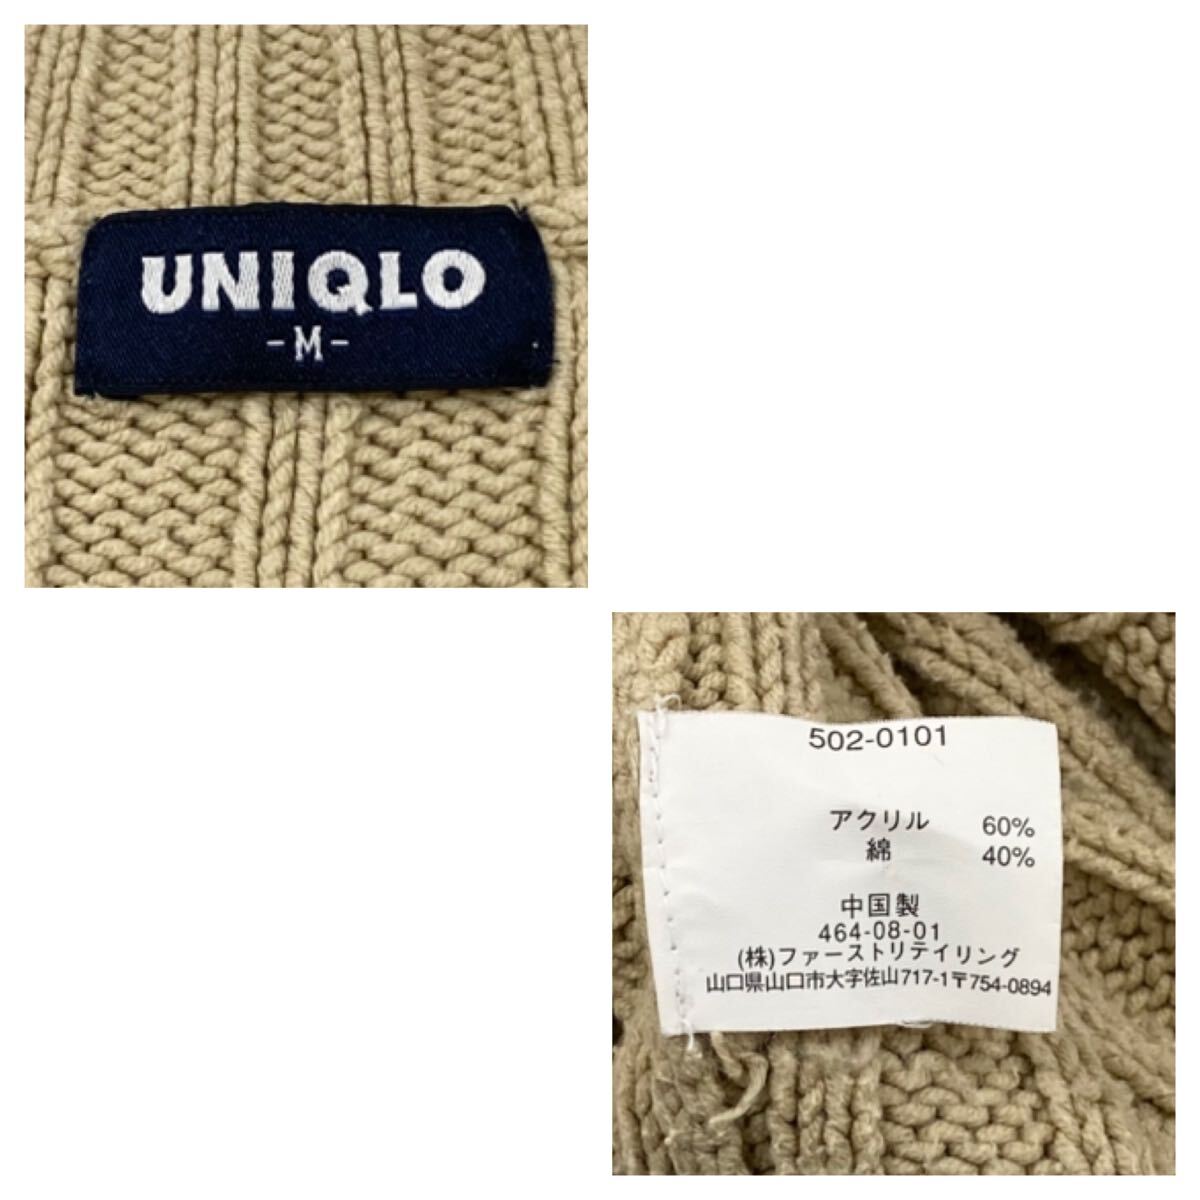 UNIQLO
-M-
502-0101
アクリル 60%
綿 40%
中国製
464-08-01
(株)ファーストリテイリング
山口県山口市大字佐山717-1〒754-0894